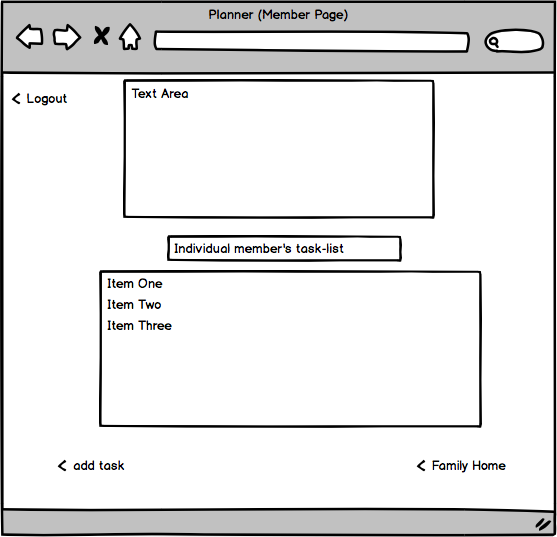 Planner (Member Page)
< Logout
Text Area
Individual member's task-list
Item One
Item Two
Item Three
< add task
< Family Home